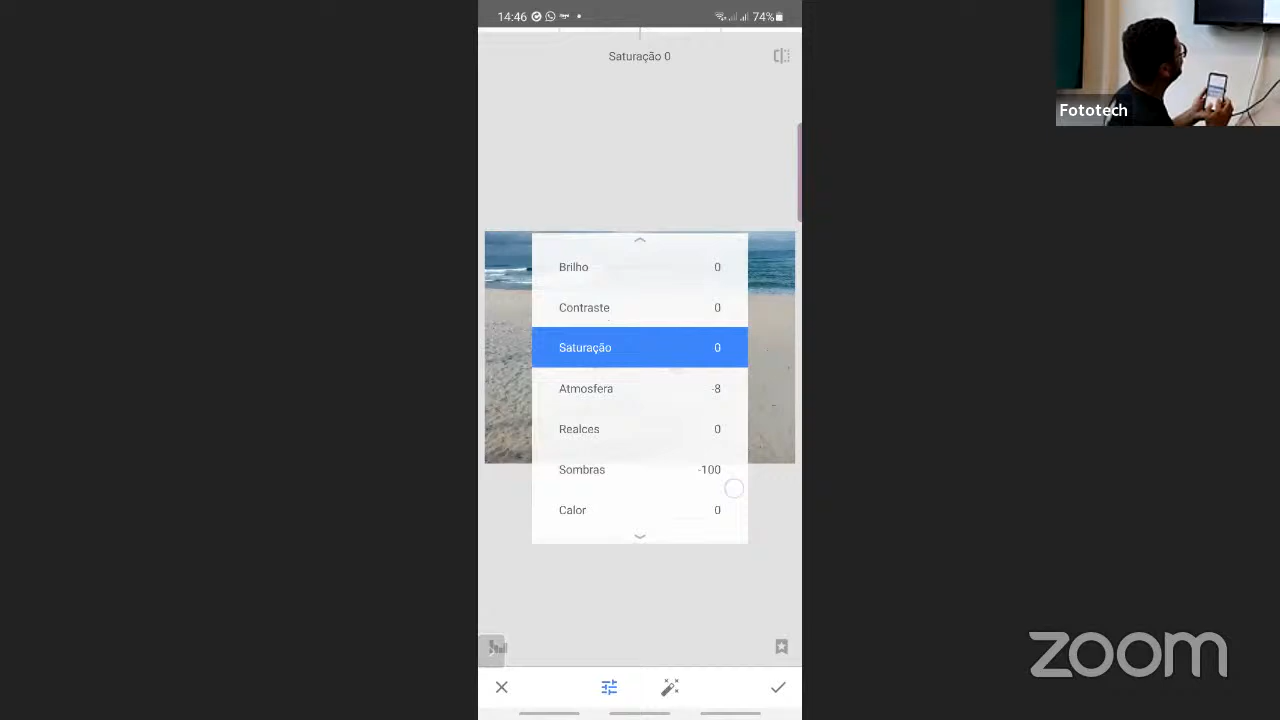 14:46
74%
Saturação 0
Fototech
Brilho 0
Contraste 0
Saturação 0
Atmosfera -8
Realces 0
Sombras -100
Calor 0
zoom